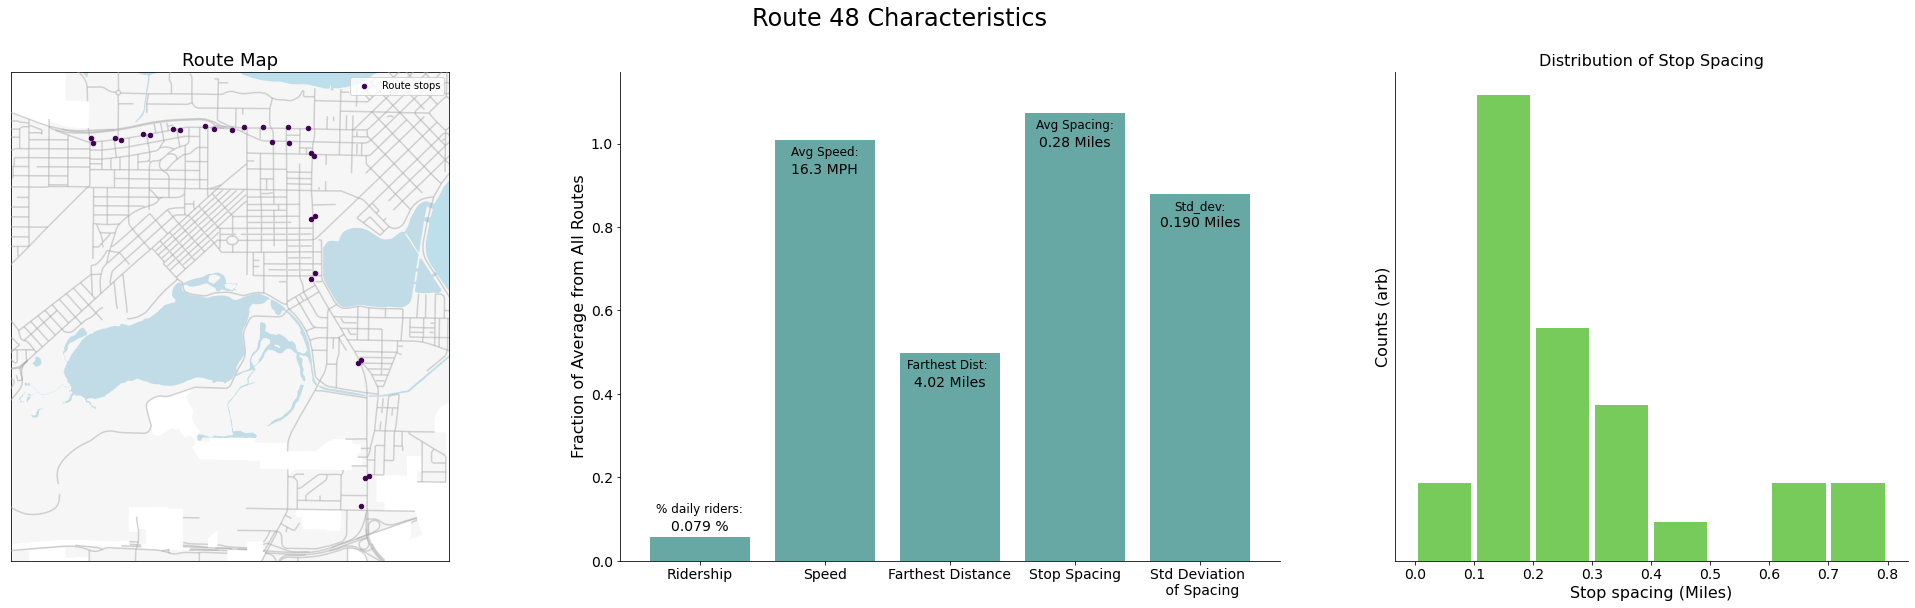 Route 48 Characteristics
Route Map
Route stops
Fraction of Average from All Routes
1.0
0.8
0.6
0.4
0.2
0.0
% daily riders:
0.079 %
Avg Speed:
16.3 MPH
Farthest Dist:
4.02 Miles
Avg Spacing:
0.28 Miles
Std_dev:
0.190 Miles
Ridership
Speed
Farthest Distance
Stop Spacing
Std Deviation
of Spacing
Distribution of Stop Spacing
Counts (arb)
0.0 0.1 0.2 0.3 0.4 0.5 0.6 0.7 0.8
Stop spacing (Miles)